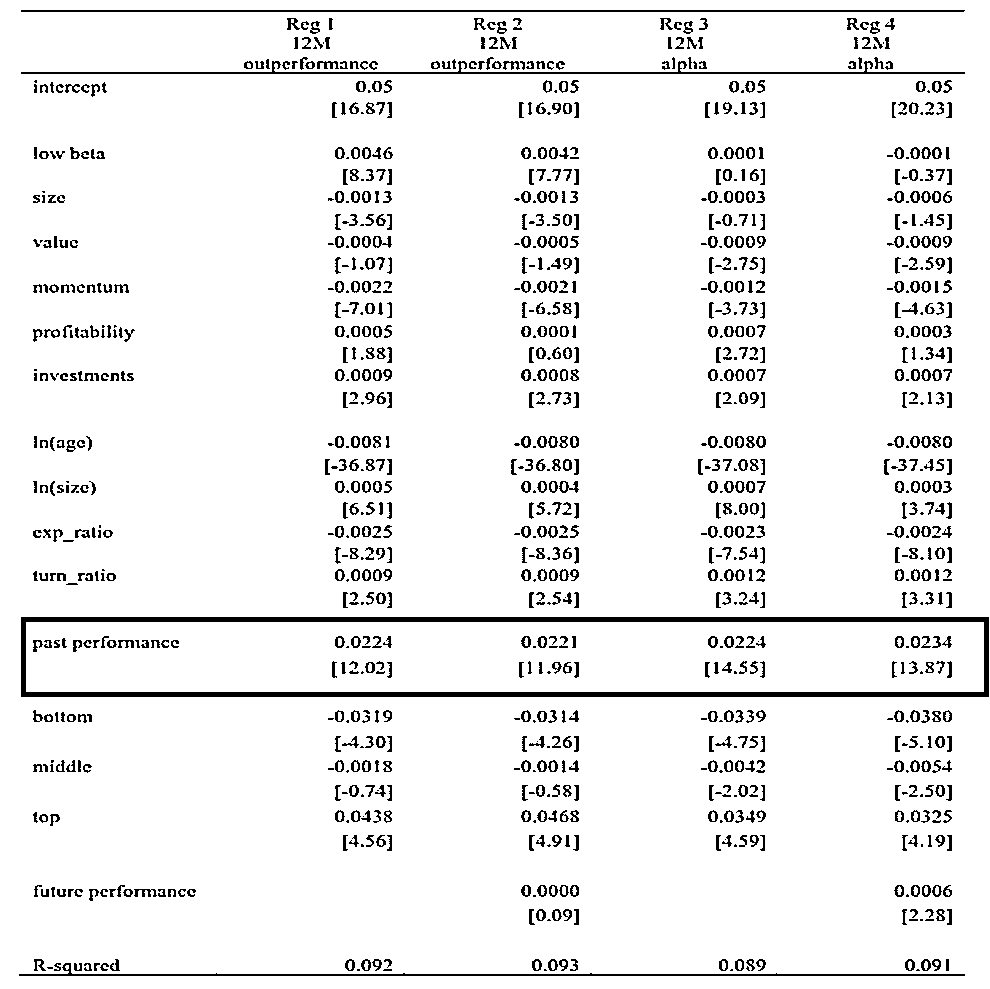 Reg 1 Reg 2 Reg 3 Reg 4
12M 12M 12M 12M
outperformance outperformance alpha alpha
intercept 0.05 0.05 0.05 0.05
[16.87] [16.90] [19.13] [20.23]
low beta 0.0046 0.0042 0.0001 -0.0001
[8.37] [7.77] [0.16] [-0.37]
size -0.0013 -0.0013 -0.0003 -0.0006
[-3.56] [-3.50] [-0.71] [-1.45]
value -0.0004 -0.0005 -0.0009 -0.0009
[-1.07] [-1.49] [-2.75] [-2.59]
momentum -0.0022 -0.0021 -0.0012 -0.0015
[-7.01] [-6.58] [-3.73] [-4.63]
profitability 0.0005 0.0001 0.0007 0.0003
[1.88] [0.60] [2.72] [1.34]
investments 0.0009 0.0008 0.0007 0.0007
[2.96] [2.73] [2.09] [2.13]
ln(age) -0.0081 -0.0080 -0.0080 -0.0080
[-36.87] [-36.80] [-37.08] [-37.45]
ln(size) 0.0005 0.0004 0.0007 0.0003
[6.51] [5.72] [8.00] [3.74]
exp_ratio -0.0025 -0.0025 -0.0023 -0.0024
[-8.29] [-8.36] [-7.54] [-8.10]
turn_ratio 0.0009 0.0009 0.0012 0.0012
[2.50] [2.54] [3.24] [3.31]
past performance 0.0224 0.0221 0.0224 0.0234
[12.02] [11.96] [14.55] [13.87]
bottom -0.0319 -0.0314 -0.0339 -0.0380
[-4.30] [-4.26] [-4.75] [-5.10]
middle -0.0018 -0.0014 -0.0042 -0.0054
[-0.74] [-0.58] [-2.02] [-2.50]
top 0.0438 0.0468 0.0349 0.0325
[4.56] [4.91] [4.59] [4.19]
future performance 0.0000 0.0006
[0.09] [2.28]
R-squared 0.092 0.093 0.089 0.091